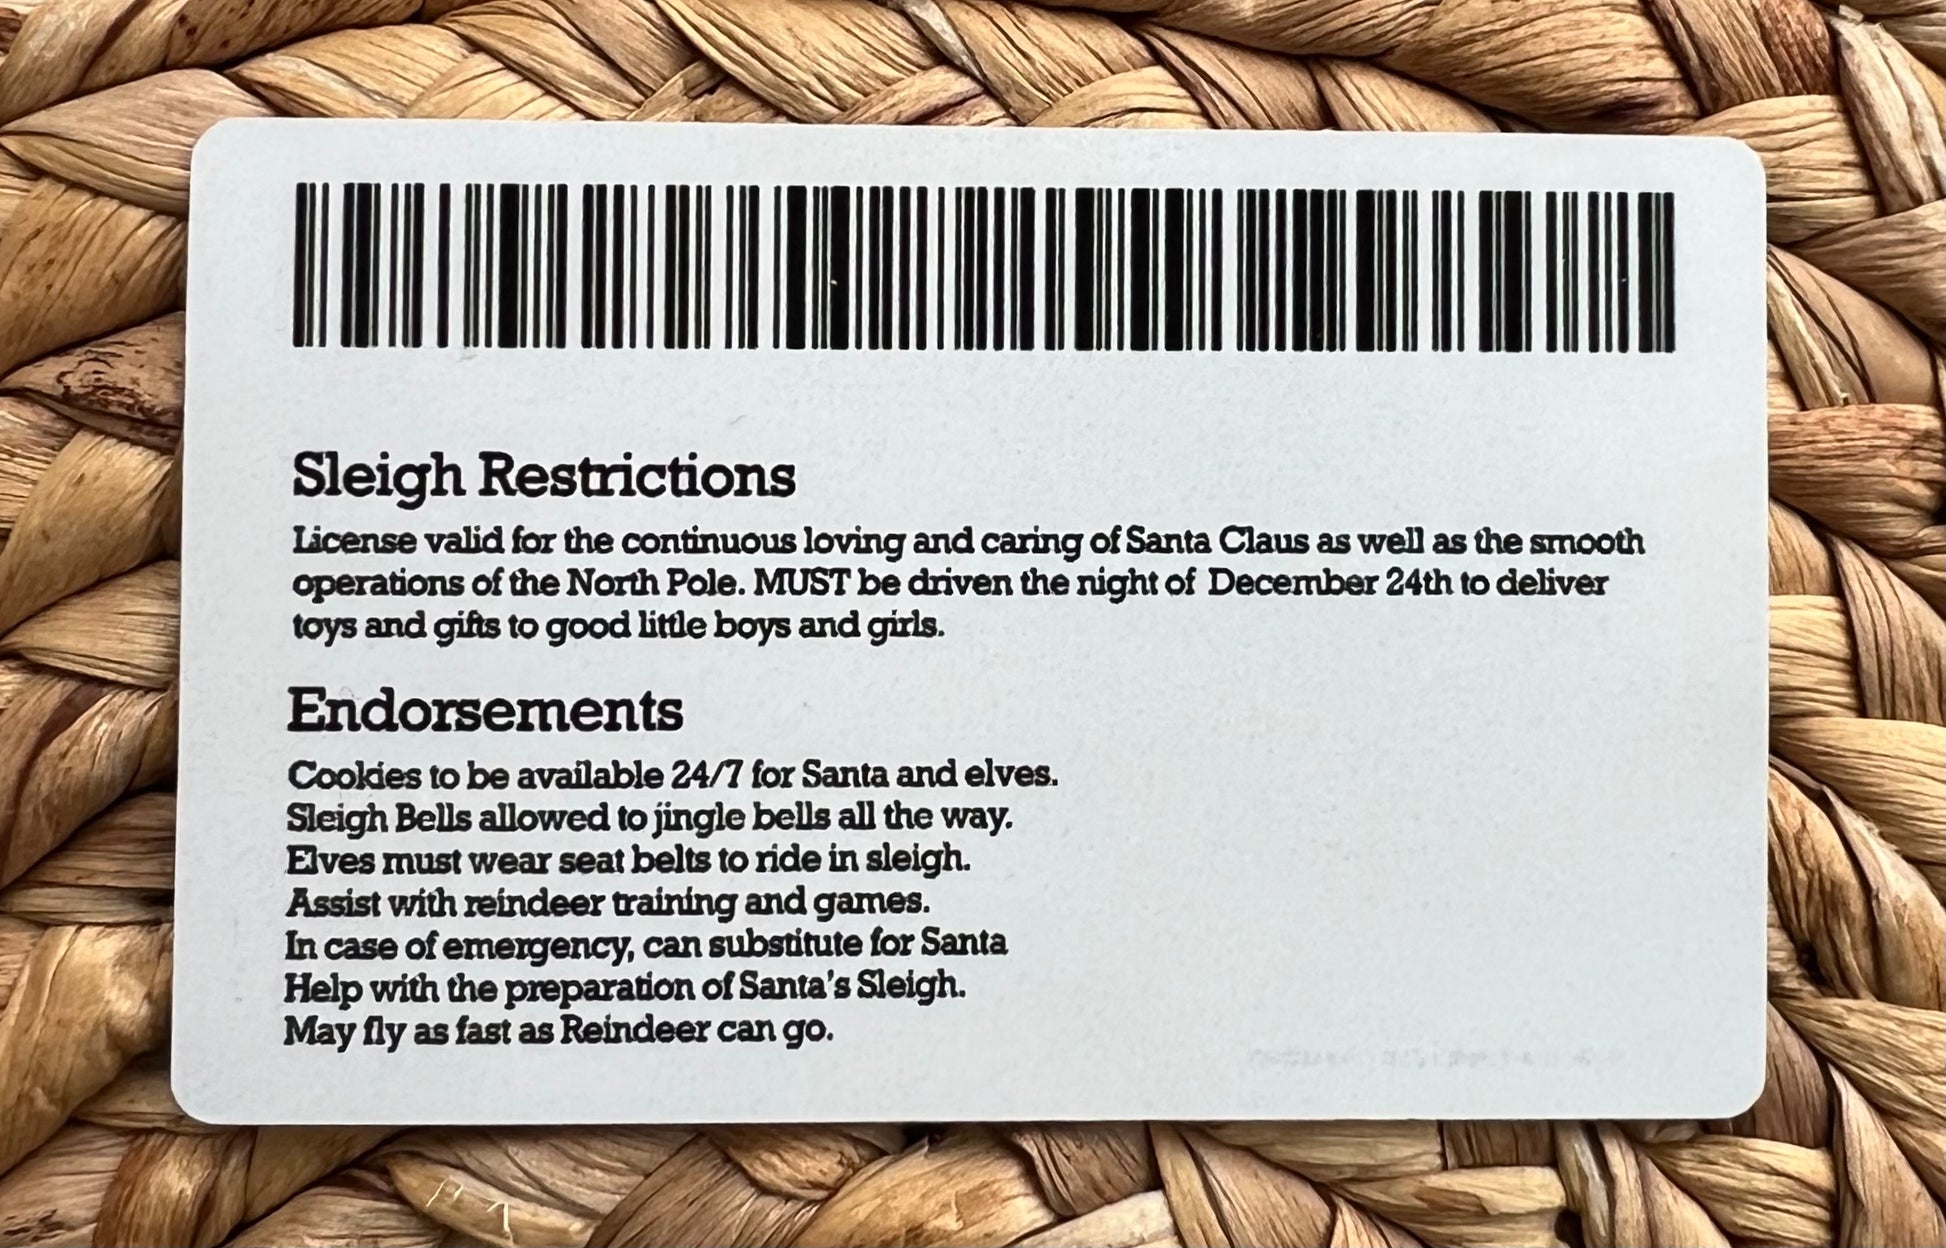 Sleigh Restrictions
License valid for the continuous loving and caring of Santa Claus as well as the smooth
operations of the North Pole. MUST be driven the night of December 24th to deliver
toys and gifts to good little boys and girls.
Endorsements
Cookies to be available 24/7 for Santa and elves.
Sleigh Bells allowed to jingle bells all the way.
Elves must wear seat belts to ride in sleigh.
Assist with reindeer training and games.
In case of emergency, can substitute for Santa
Help with the preparation of Santa's Sleigh.
May fly as fast as Reindeer can go.